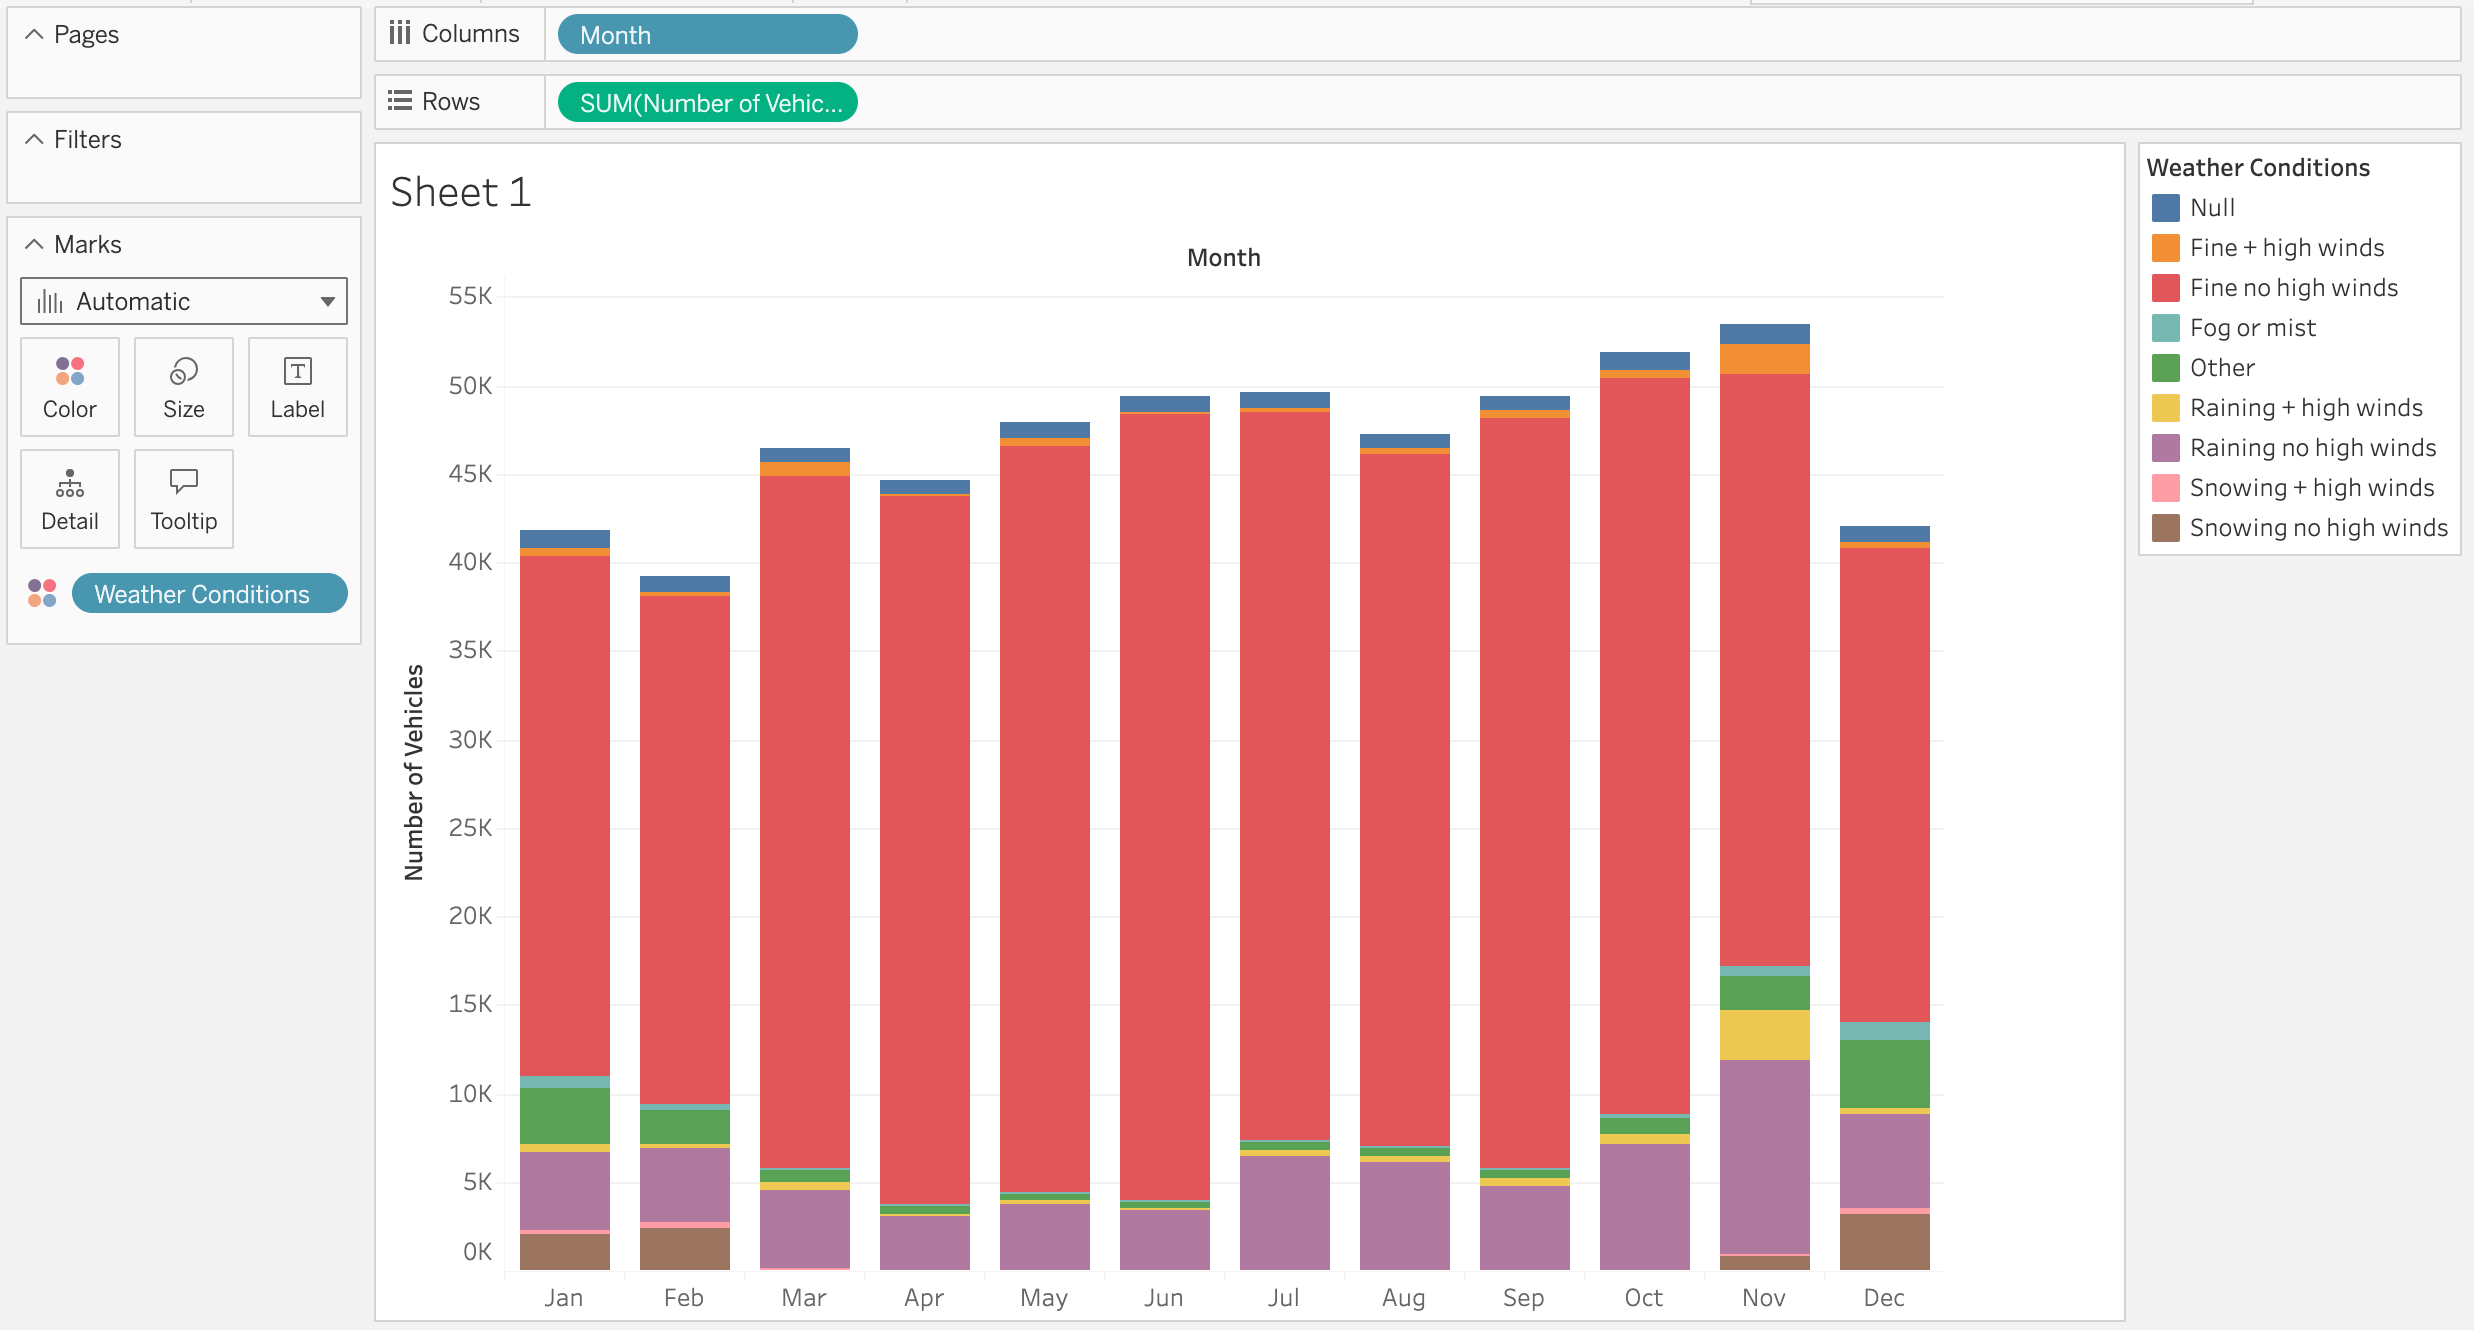 Pages
Filters
Marks
Automatic
Color
Size
Label
Detail
Tooltip
Weather Conditions
Columns
Month
Rows
SUM(Number of Vehic...
Sheet 1
Month
Number of Vehicles
55K
50K
45K
40K
35K
30K
25K
20K
15K
10K
5K
0K
Jan
Feb
Mar
Apr
May
Jun
Jul
Aug
Sep
Oct
Nov
Dec
Weather Conditions
Null
Fine + high winds
Fine no high winds
Fog or mist
Other
Raining + high winds
Raining no high winds
Snowing + high winds
Snowing no high winds